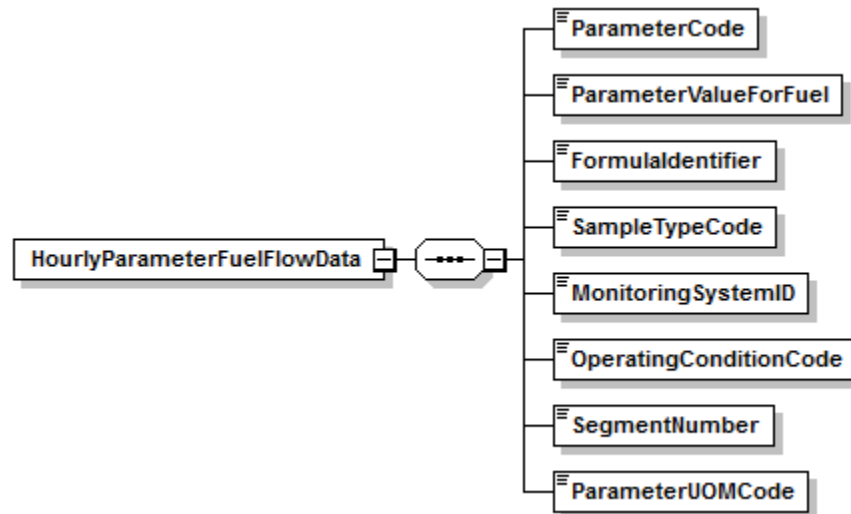 ParameterCode
ParameterValueForFuel
FormulaIdentifier
SampleTypeCode
HourlyParameterFuelFlowData
MonitoringSystemID
OperatingConditionCode
SegmentNumber
ParameterUOMCode